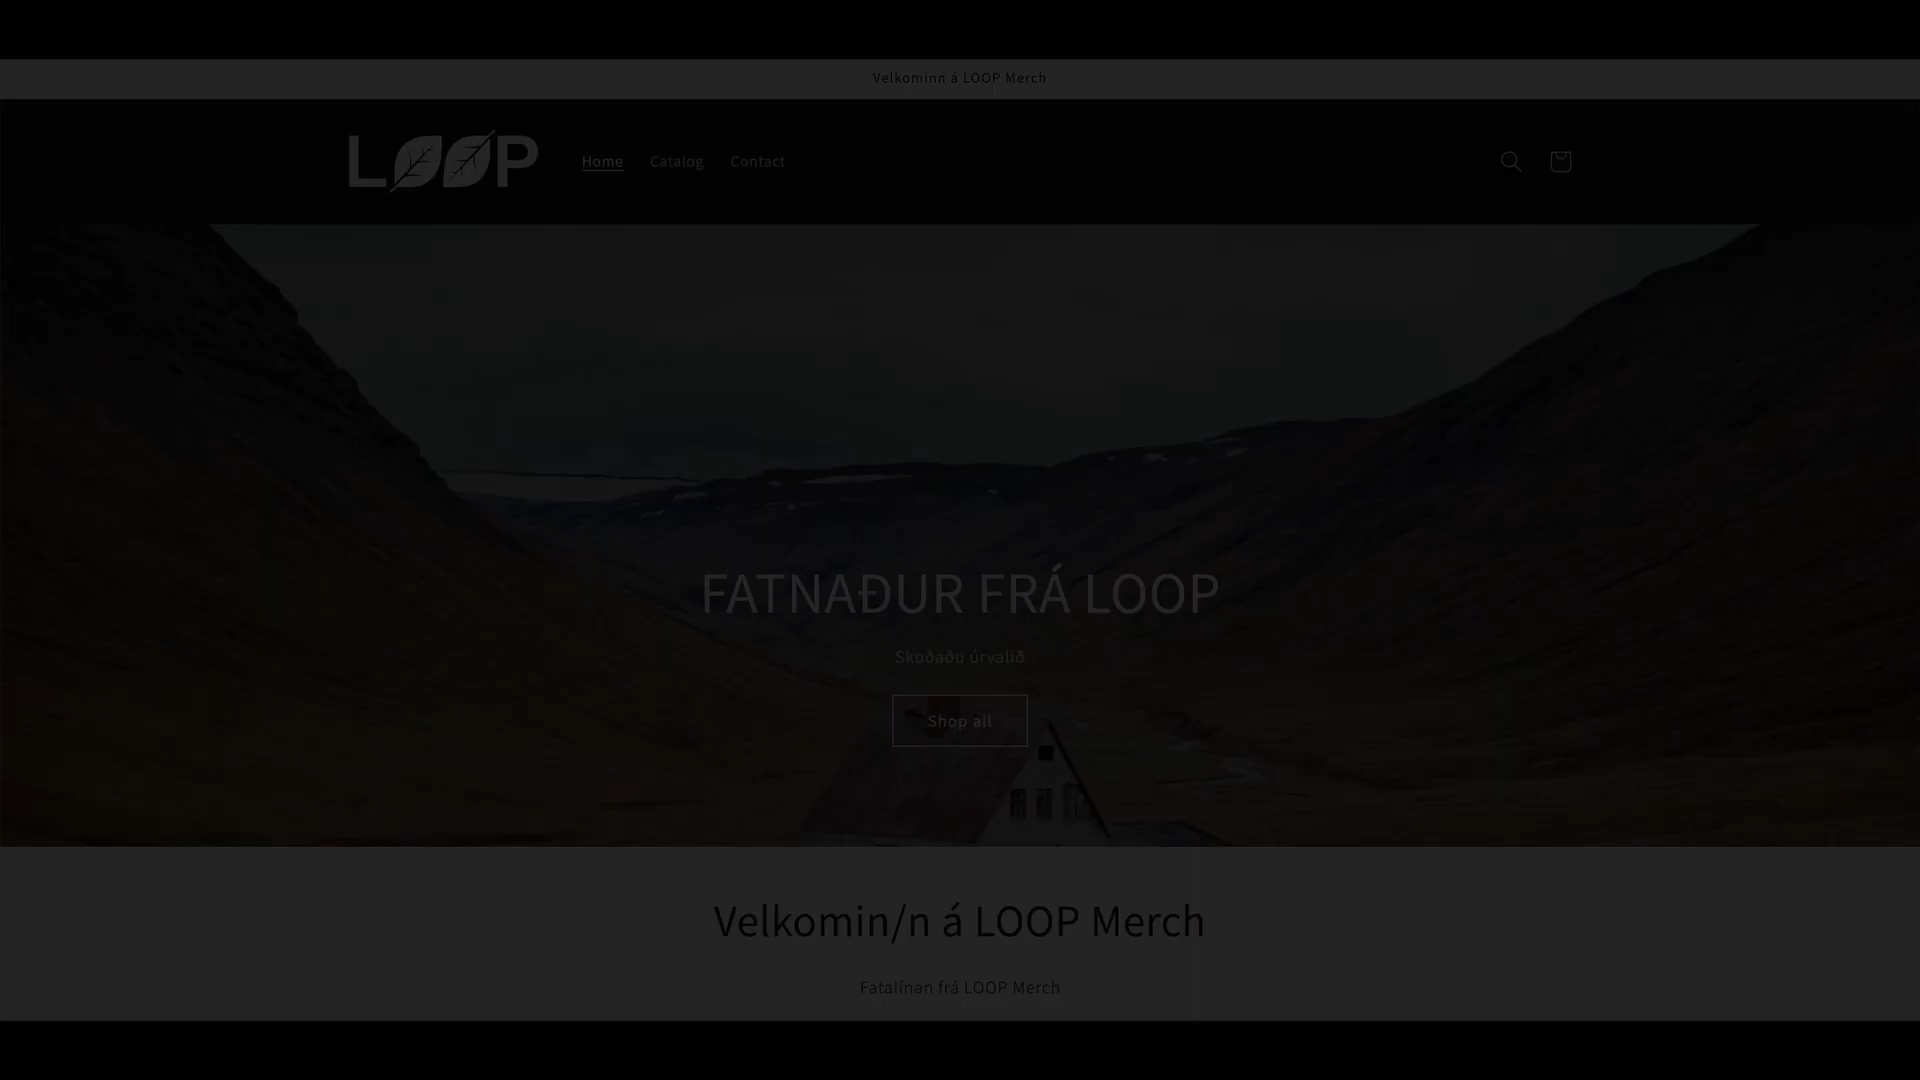 Velkominn á LOOP Merch
LOOP
Home
Catalog
Contact
FATNAÐUR FRÁ LOOP
Skoðaðu úrvalið
Shop all
Velkomin/n á LOOP Merch
Fatalínan frá LOOP Merch